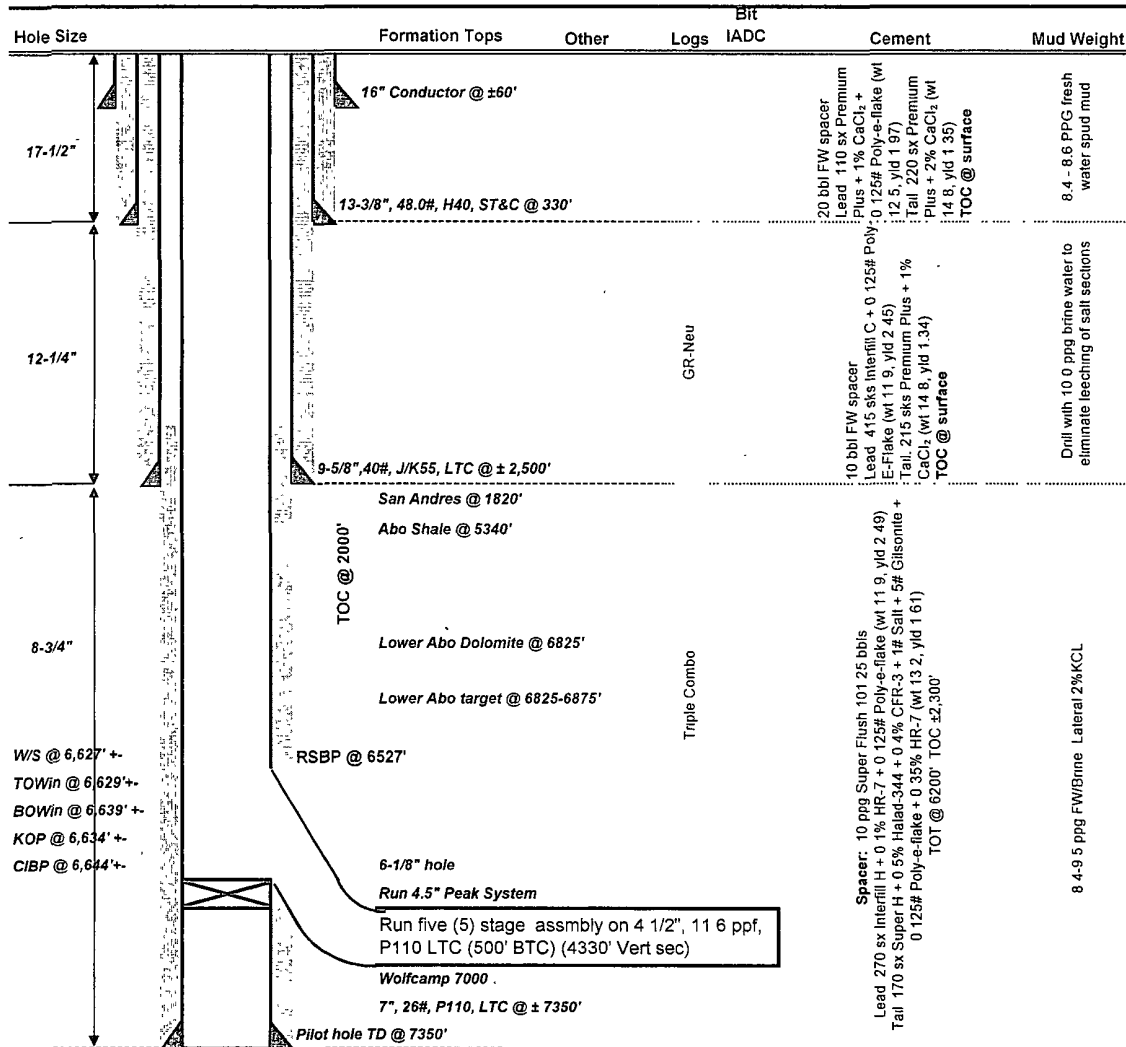 Hole Size
Formation Tops
Other
Logs
Bit
IADC
Cement
Mud Weight
17-1/2"
16" Conductor @ ±60'
13-3/8", 48.0#, H40, ST&C @ 330'
20 bbl FW spacer
Lead 110 sx Premium
Plus + 1% CaCl₂ +
0 125# Poly-e-flake (wt
12 5, yld 1 97)
Tail 220 sx Premium
Plus + 2% CaCl₂ (wt
14 8, yld 1 35)
TOC @ surface
8.4 - 8.6 PPG fresh
water spud mud
12-1/4"
9-5/8",40#, J/K55, LTC @ ± 2,500'
GR-Neu
10 bbl FW spacer
Lead 415 sks Interfill C + 0 125# Poly-
E-Flake (wt 11 9, yld 2 45)
Tail. 215 sks Premium Plus + 1%
CaCl₂ (wt 14 8, yld 1.34)
TOC @ surface
Drill with 10 0 ppg brine water to
eliminate leeching of salt sections
8-3/4"
San Andres @ 1820'
Abo Shale @ 5340'
TOC @ 2000'
Lower Abo Dolomite @ 6825'
Lower Abo target @ 6825-6875'
RSBP @ 6527'
W/S @ 6,627' +-
TOWin @ 6,629'+-
BOWin @ 6,639' +-
KOP @ 6,634' +-
CIBP @ 6,644'+-
6-1/8" hole
Run 4.5" Peak System
Run five (5) stage assmbly on 4 1/2", 11 6 ppf,
P110 LTC (500' BTC) (4330' Vert sec)
Wolfcamp 7000 .
7", 26#, P110, LTC @ ± 7350'
Pilot hole TD @ 7350'
Triple Combo
Spacer: 10 ppg Super Flush 101 25 bbls
Lead 270 sx Interfill H + 0 1% HR-7 + 0 125# Poly-e-flake (wt 11 9, yld 2 49)
Tail 170 sx Super H + 0 5% Halad-344 + 0 4% CFR-3 + 1# Salt + 5# Gilsonite +
0 125# Poly-e-flake + 0 35% HR-7 (wt 13 2, yld 1 61)
TOT @ 6200' TOC ±2,300'
8 4-9 5 ppg FW/Brine Lateral 2%KCL